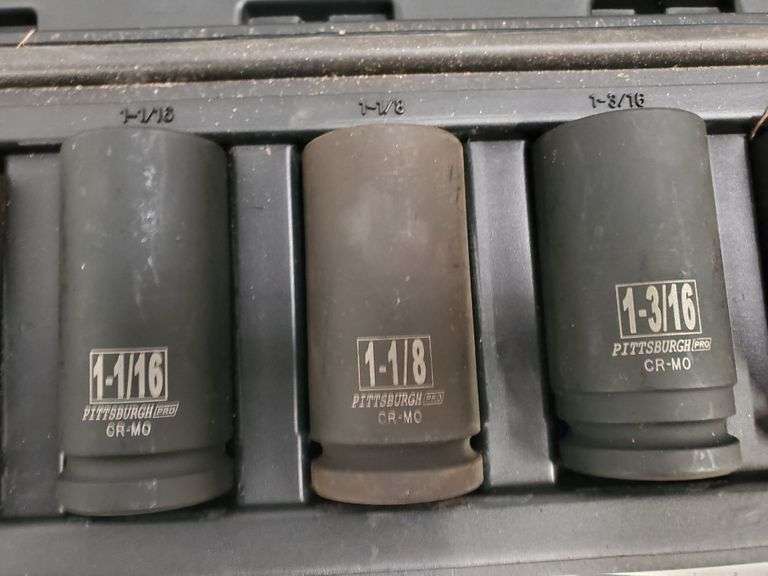 1-1/16
1-1/8
1-3/16
1-1/16
PITTSBURGH PRO
CR-MO
1-1/8
PITTSBURGH PRO
CR-MO
1-3/16
PITTSBURGH PRO
CR-MO